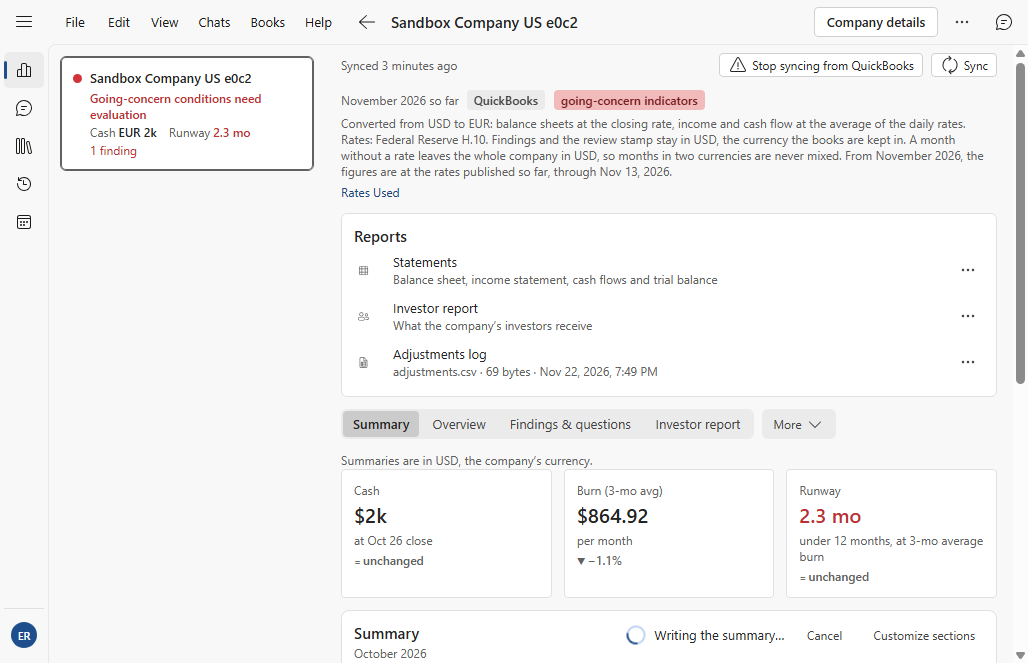 File Edit View Chats Books Help Sandbox Company US e0c2 Company details
Sandbox Company US e0c2
Going-concern conditions need
evaluation
Cash EUR 2k Runway 2.3 mo
1 finding
Synced 3 minutes ago Stop syncing from QuickBooks Sync
November 2026 so far QuickBooks going-concern indicators
Converted from USD to EUR: balance sheets at the closing rate, income and cash flow at the average of the daily rates.
Rates: Federal Reserve H.10. Findings and the review stamp stay in USD, the currency the books are kept in. A month
without a rate leaves the whole company in USD, so months in two currencies are never mixed. From November 2026, the
figures are at the rates published so far, through Nov 13, 2026.
Rates Used
Reports
Statements
Balance sheet, income statement, cash flows and trial balance
Investor report
What the company's investors receive
Adjustments log
adjustments.csv · 69 bytes · Nov 22, 2026, 7:49 PM
Summary Overview Findings & questions Investor report More
Summaries are in USD, the company's currency.
Cash
$2k
at Oct 26 close
= unchanged
Burn (3-mo avg)
$864.92
per month
▼ −1.1%
Runway
2.3 mo
under 12 months, at 3-mo average
burn
= unchanged
Summary Writing the summary... Cancel Customize sections
October 2026
ER